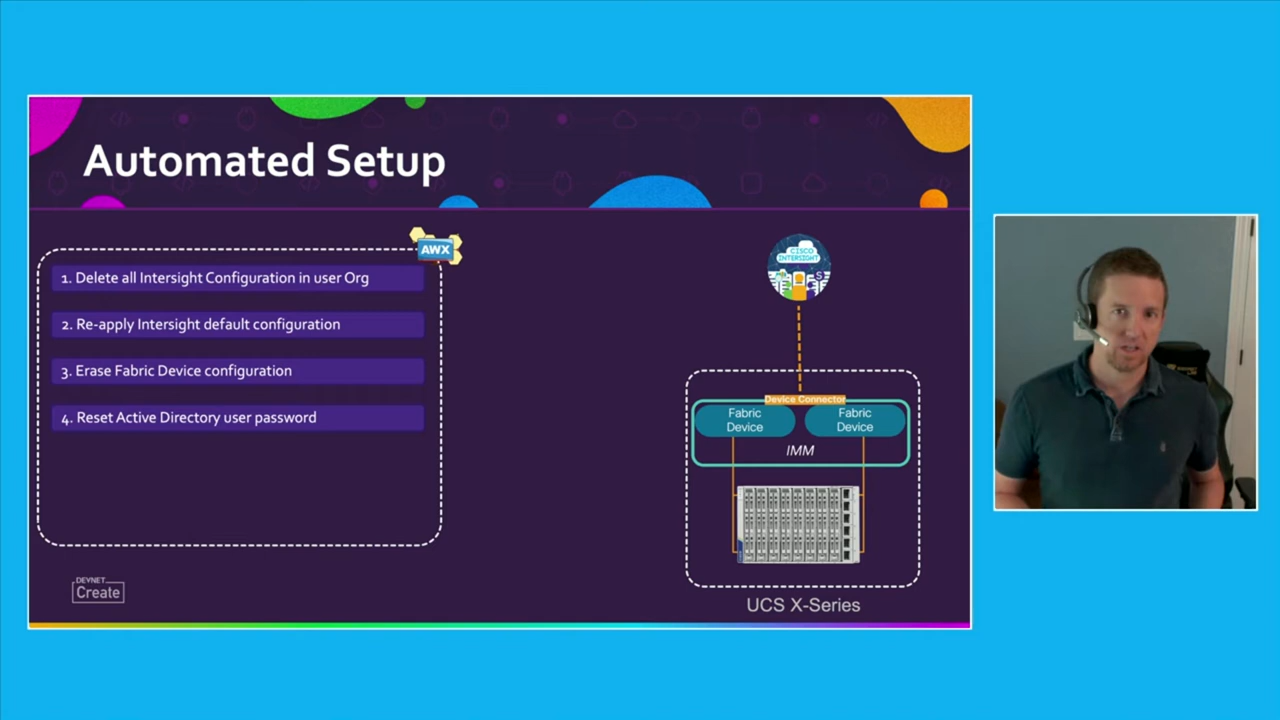 Automated Setup
AWX
1. Delete all Intersight Configuration in user Org
2. Re-apply Intersight default configuration
3. Erase Fabric Device configuration
4. Reset Active Directory user password
CISCO
INTERSIGHT
Device Connector
Fabric
Device
Fabric
Device
IMM
UCS X-Series
DEVNET
Create